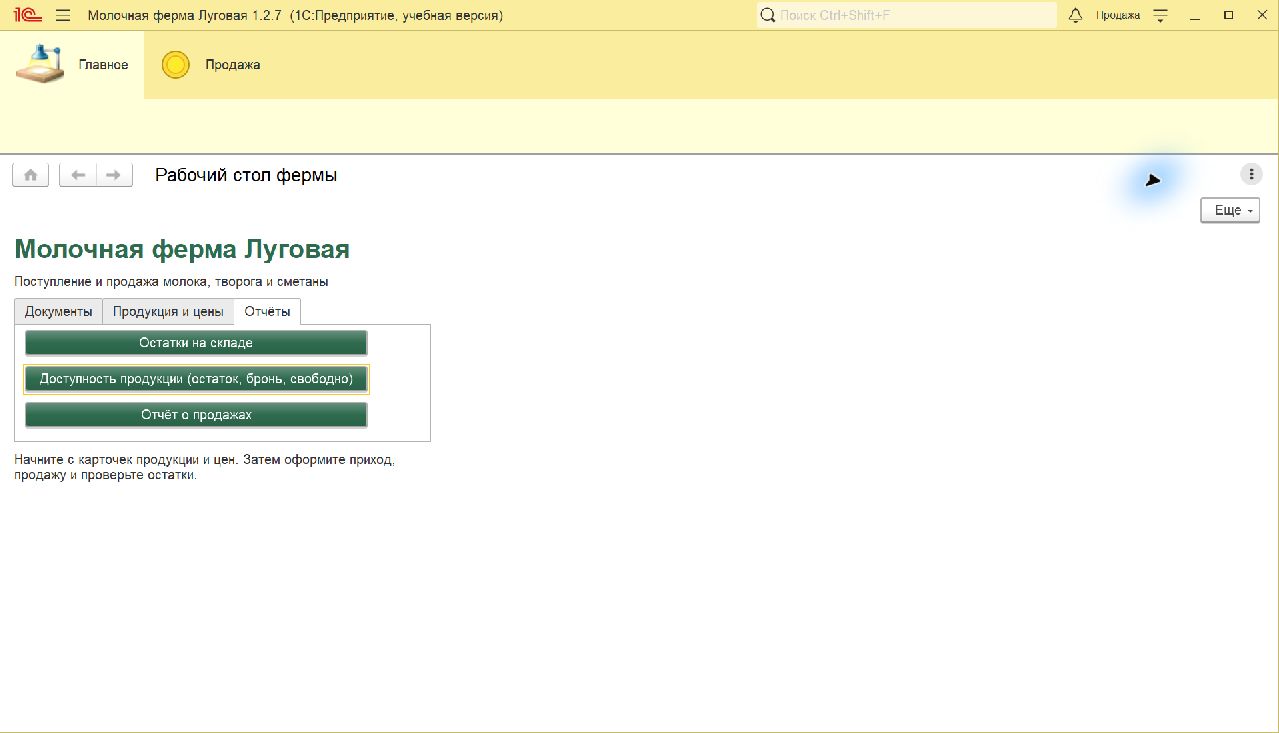 1С Молочная ферма Луговая 1.2.7 (1С:Предприятие, учебная версия) Поиск Ctrl+Shift+F Продажа
Главное Продажа
Рабочий стол фермы
Еще
Молочная ферма Луговая
Поступление и продажа молока, творога и сметаны
Документы Продукция и цены Отчёты
Остатки на складе
Доступность продукции (остаток, бронь, свободно)
Отчёт о продажах
Начните с карточек продукции и цен. Затем оформите приход,
продажу и проверьте остатки.